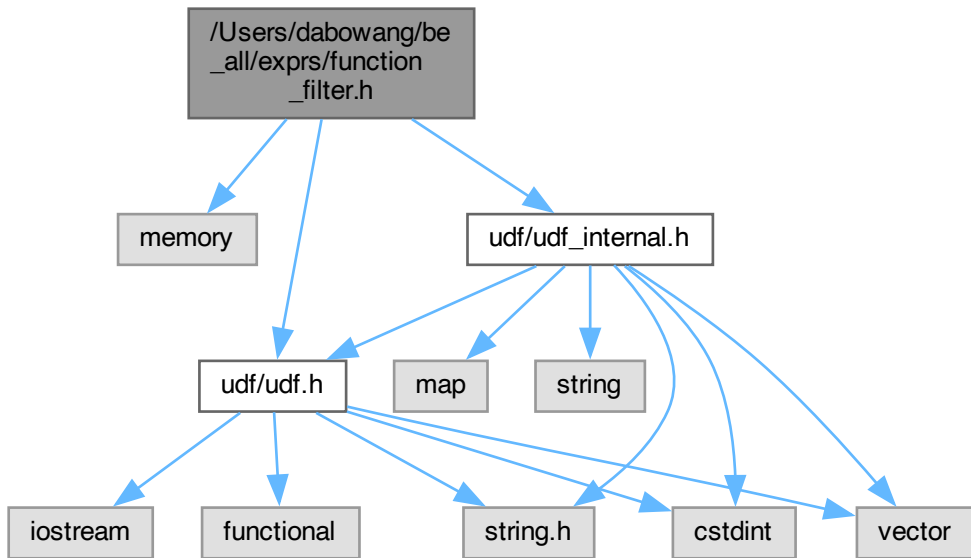 /Users/dabowang/be
_all/exprs/function
_filter.h
memory
udf/udf_internal.h
udf/udf.h
map
string
iostream
functional
string.h
cstdint
vector